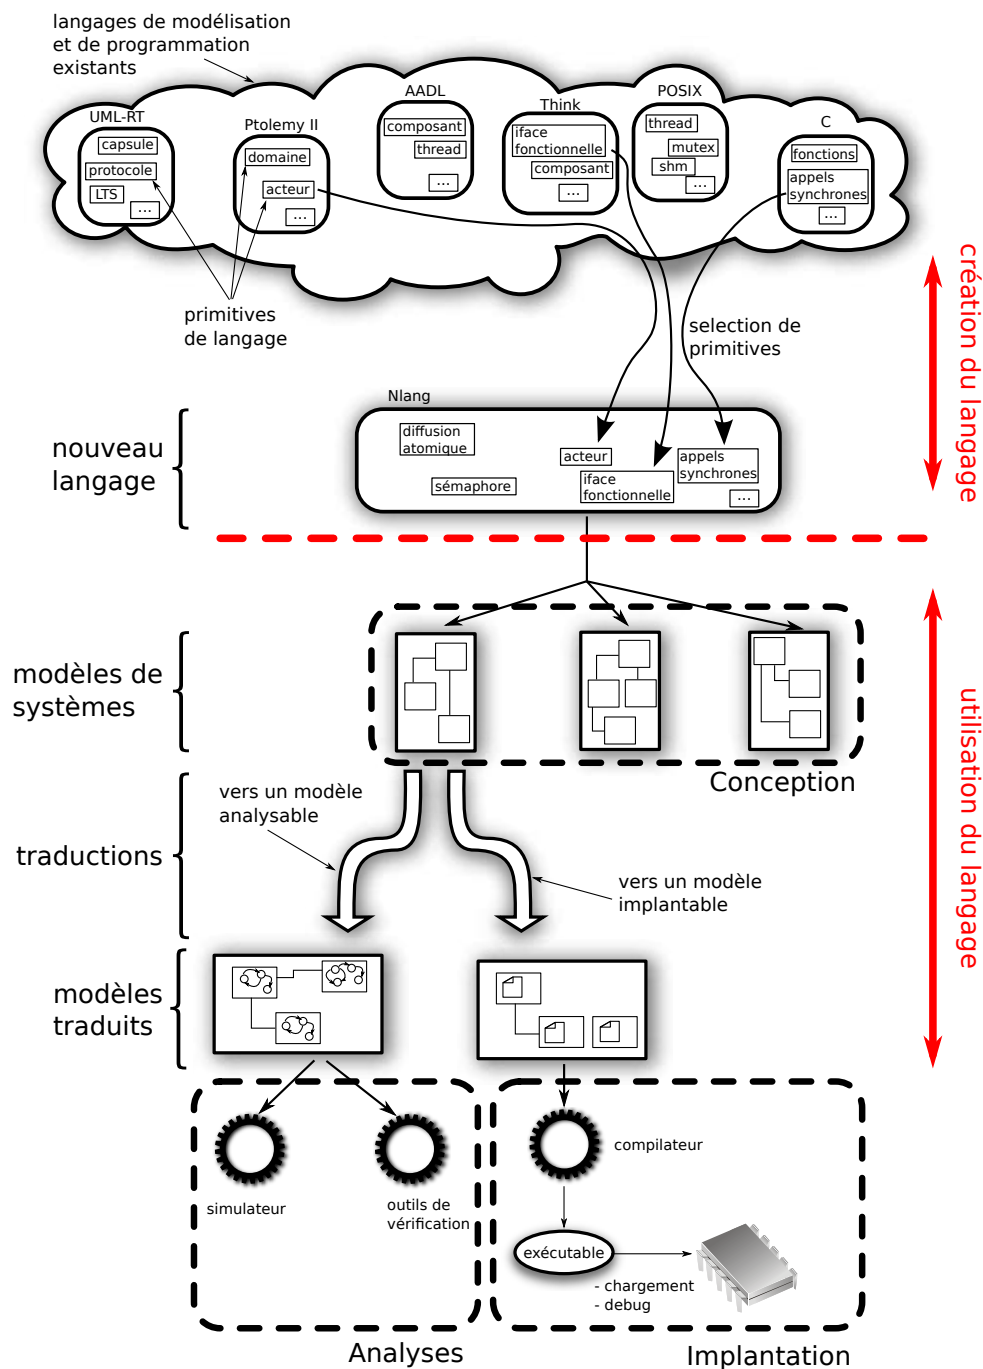 langages de modélisation
et de programmation
existants
UML-RT
capsule
protocole
LTS
...
Ptolemy II
domaine
acteur
...
AADL
composant
thread
...
Think
iface
fonctionnelle
composant
...
POSIX
thread
mutex
shm
...
C
fonctions
appels
synchrones
...
primitives
de langage
selection de
primitives
création du langage
nouveau
langage
Nlang
diffusion
atomique
sémaphore
acteur
iface
fonctionnelle
appels
synchrones
...
modèles de
systèmes
Conception
utilisation du langage
traductions
vers un modèle
analysable
vers un modèle
implantable
modèles
traduits
simulateur
outils de
vérification
Analyses
compilateur
exécutable
- chargement
- debug
Implantation